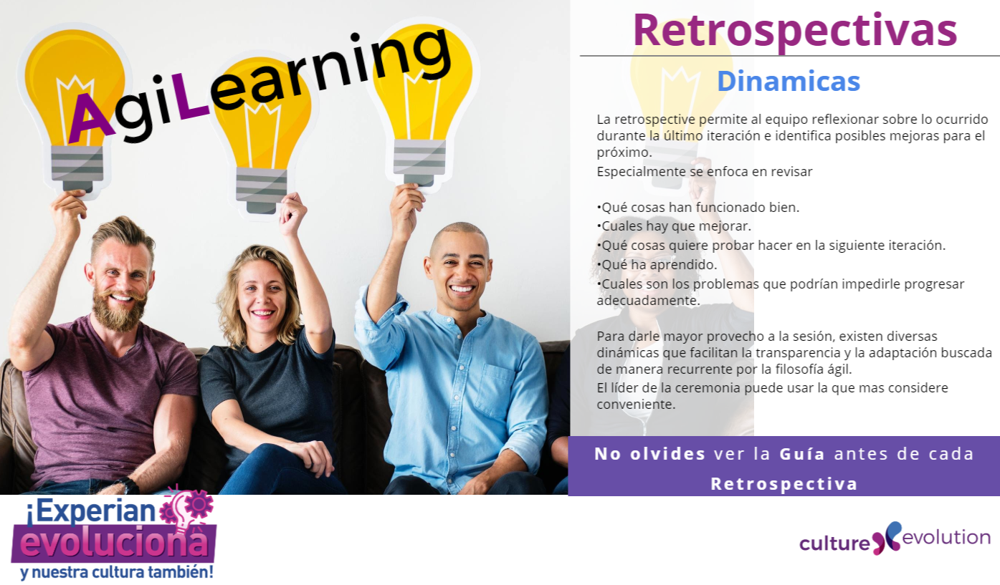 AgiLearning
Retrospectivas
Dinamicas
La retrospective permite al equipo reflexionar sobre lo ocurrido
durante la último iteración e identifica posibles mejoras para el
próximo.
Especialmente se enfoca en revisar
•Qué cosas han funcionado bien.
•Cuales hay que mejorar.
•Qué cosas quiere probar hacer en la siguiente iteración.
•Qué ha aprendido.
•Cuales son los problemas que podrían impedirle progresar
adecuadamente.
Para darle mayor provecho a la sesión, existen diversas
dinámicas que facilitan la transparencia y la adaptación buscada
de manera recurrente por la filosofía ágil.
El líder de la ceremonia puede usar la que mas considere
conveniente.
No olvides ver la Guía antes de cada
Retrospectiva
¡Experian
evoluciona
y nuestra cultura también!
culture evolution